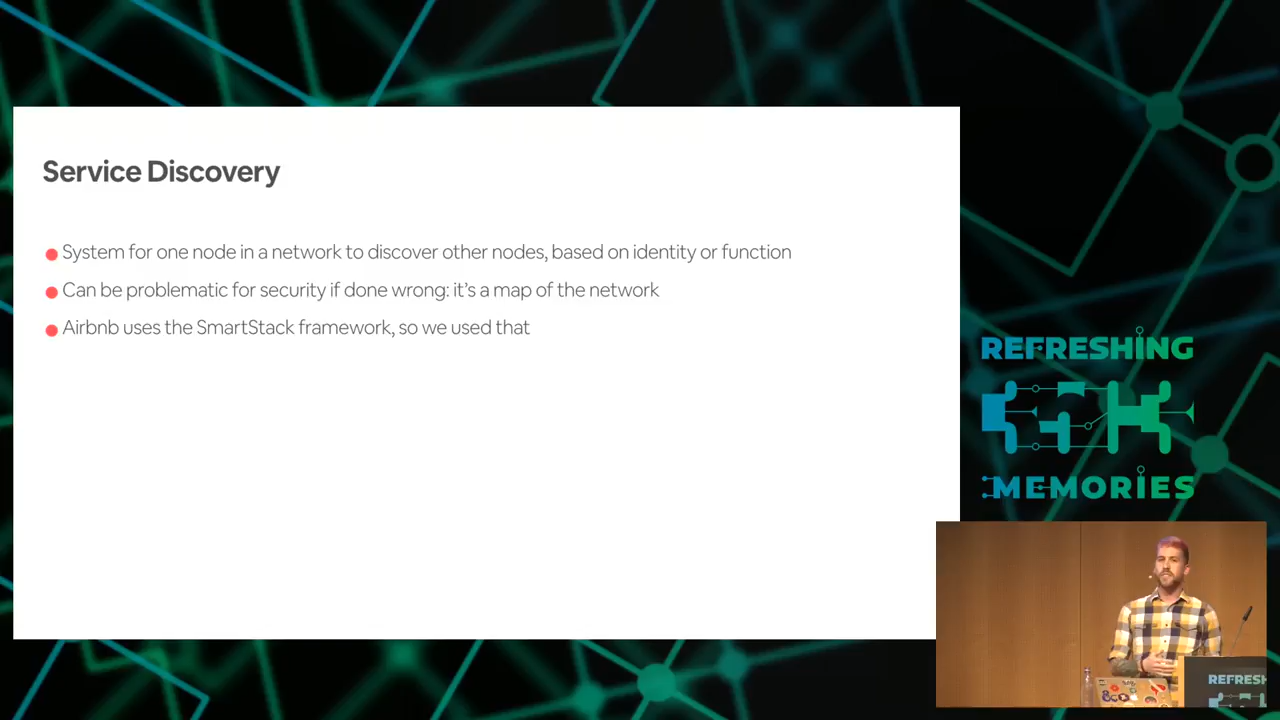 Service Discovery
System for one node in a network to discover other nodes, based on identity or function
Can be problematic for security if done wrong: it's a map of the network
Airbnb uses the SmartStack framework, so we used that
REFRESHING
35C3
MEMORIES
REFRESH